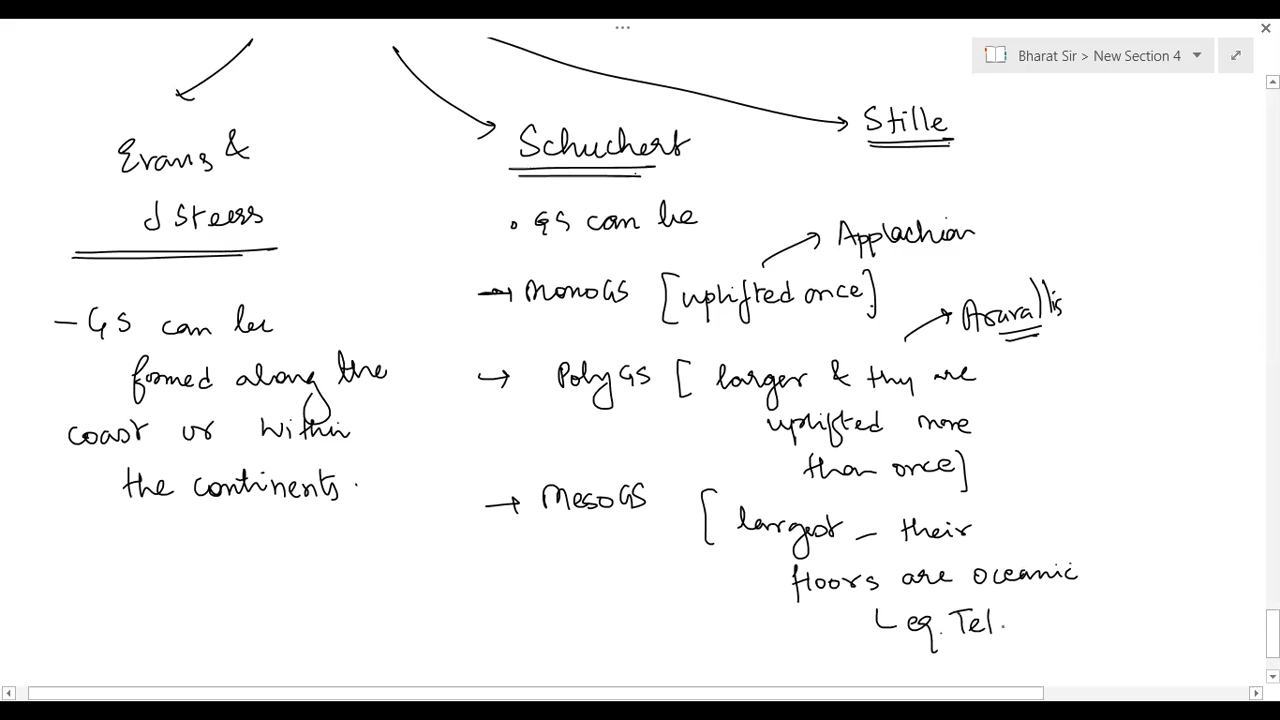 Bharat Sir > New Section 4
Evans &
J Steers
- GS can be
formed along the
coast or within
the continents.
Schuchert
• GS can be
→ MonoGS [uplifted once]
→ Applachian
→ PolyGS [larger & thy are
uplifted more
than once]
→ Aravallis
→ MesoGS [largest – their
floors are oceanic
eg. Tel.
Stille